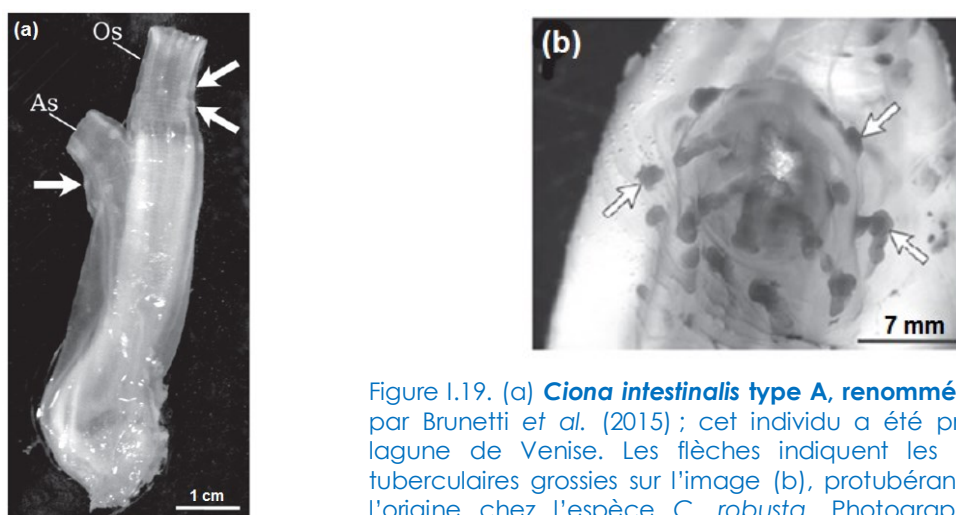 (a)
Os
As
1 cm
(b)
7 mm
Figure I.19. (a) Ciona intestinalis type A, renommé
par Brunetti et al. (2015) ; cet individu a été pr
lagune de Venise. Les flèches indiquent les
tuberculaires grossies sur l'image (b), protubéran
l'origine chez l'espèce C. robusta. Photograp